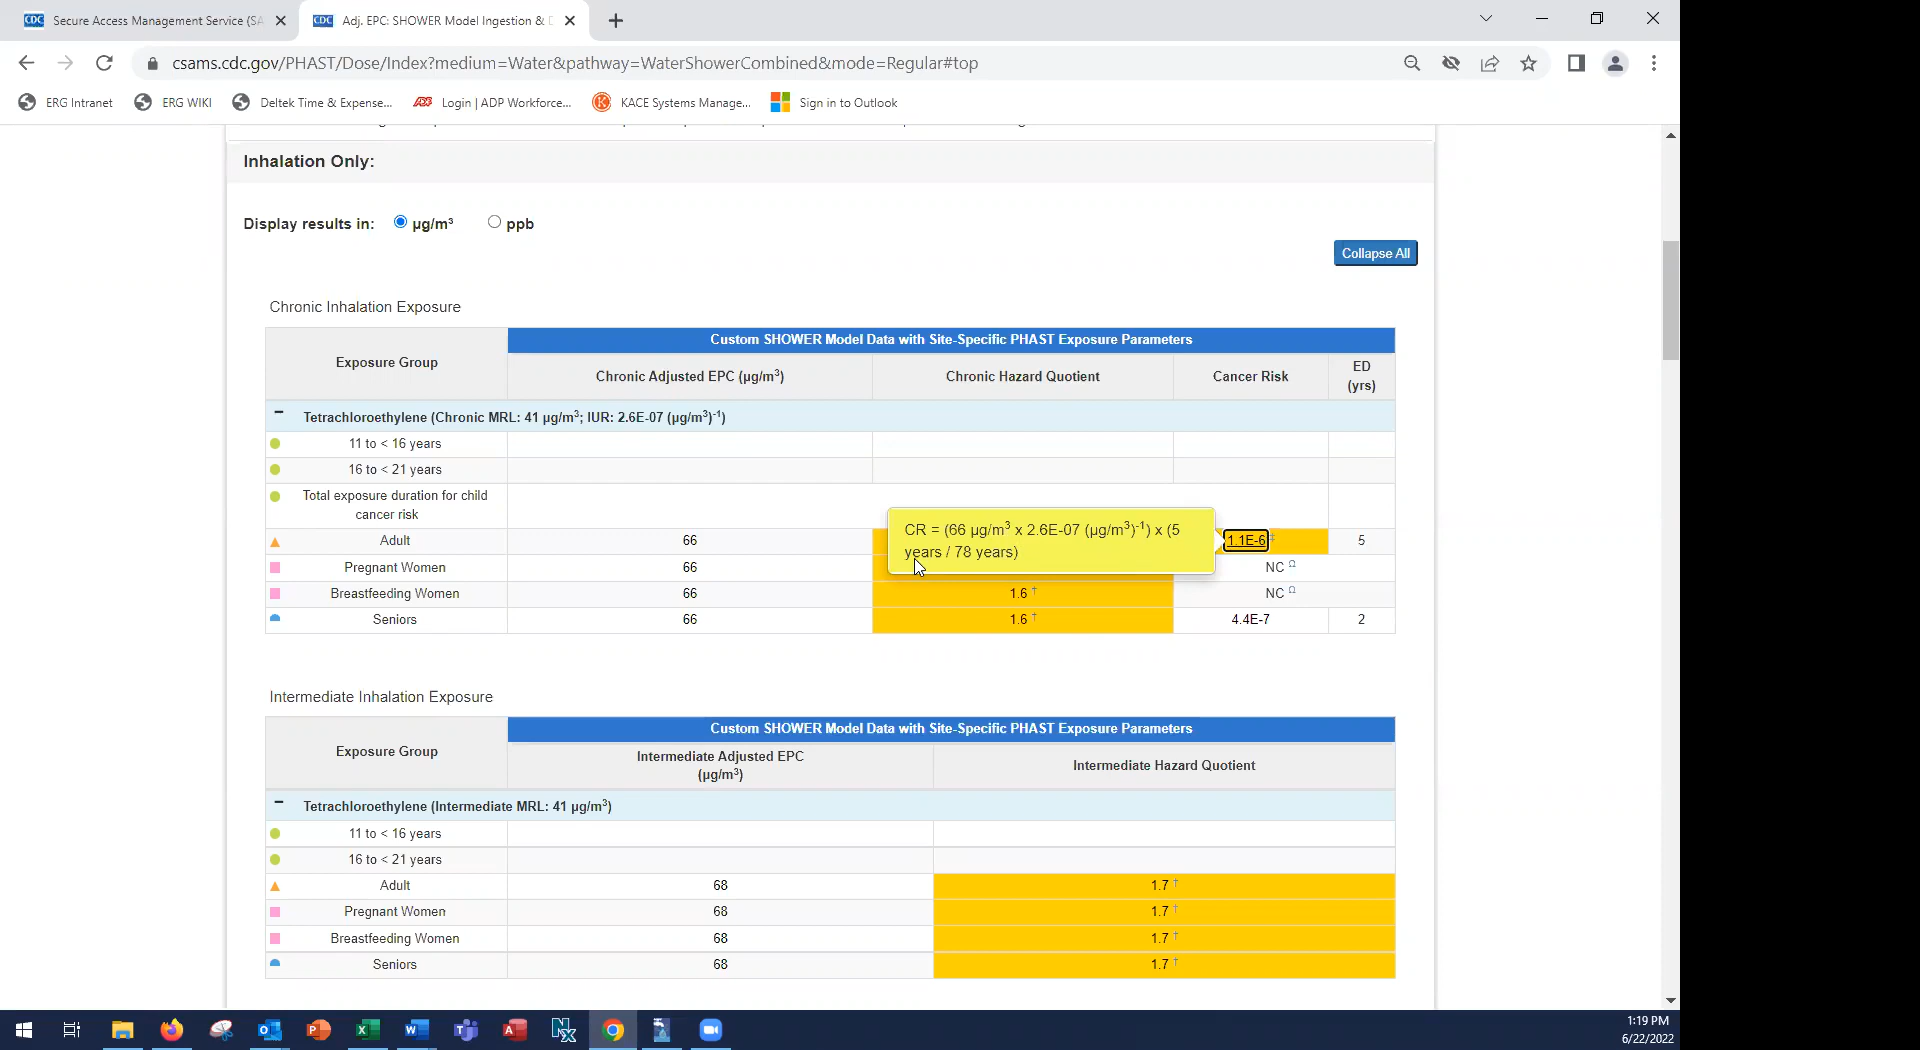 CDC Secure Access Management Service (SA
CDC Adj. EPC: SHOWER Model Ingestion &
csams.cdc.gov/PHAST/Dose/Index?medium=Water&pathway=WaterShowerCombined&mode=Regular#top
ERG Intranet ERG WIKI Deltek Time & Expense... ADP Login | ADP Workforce... K KACE Systems Manage... Sign in to Outlook
Inhalation Only:
Display results in: µg/m³ ppb
Collapse All
Chronic Inhalation Exposure
Exposure Group
Custom SHOWER Model Data with Site-Specific PHAST Exposure Parameters
Chronic Adjusted EPC (µg/m³) Chronic Hazard Quotient Cancer Risk ED
(yrs)
− Tetrachloroethylene (Chronic MRL: 41 µg/m³; IUR: 2.6E-07 (µg/m³)⁻¹)
11 to < 16 years
16 to < 21 years
Total exposure duration for child
cancer risk
Adult 66 1.1E-6 ‡ 5
CR = (66 µg/m³ x 2.6E-07 (µg/m³)⁻¹) x (5
years / 78 years)
Pregnant Women 66 NC Ω
Breastfeeding Women 66 1.6 † NC Ω
Seniors 66 1.6 † 4.4E-7 2
Intermediate Inhalation Exposure
Exposure Group
Custom SHOWER Model Data with Site-Specific PHAST Exposure Parameters
Intermediate Adjusted EPC
(µg/m³)
Intermediate Hazard Quotient
− Tetrachloroethylene (Intermediate MRL: 41 µg/m³)
11 to < 16 years
16 to < 21 years
Adult 68 1.7 †
Pregnant Women 68 1.7 †
Breastfeeding Women 68 1.7 †
Seniors 68 1.7 †
1:19 PM
6/22/2022